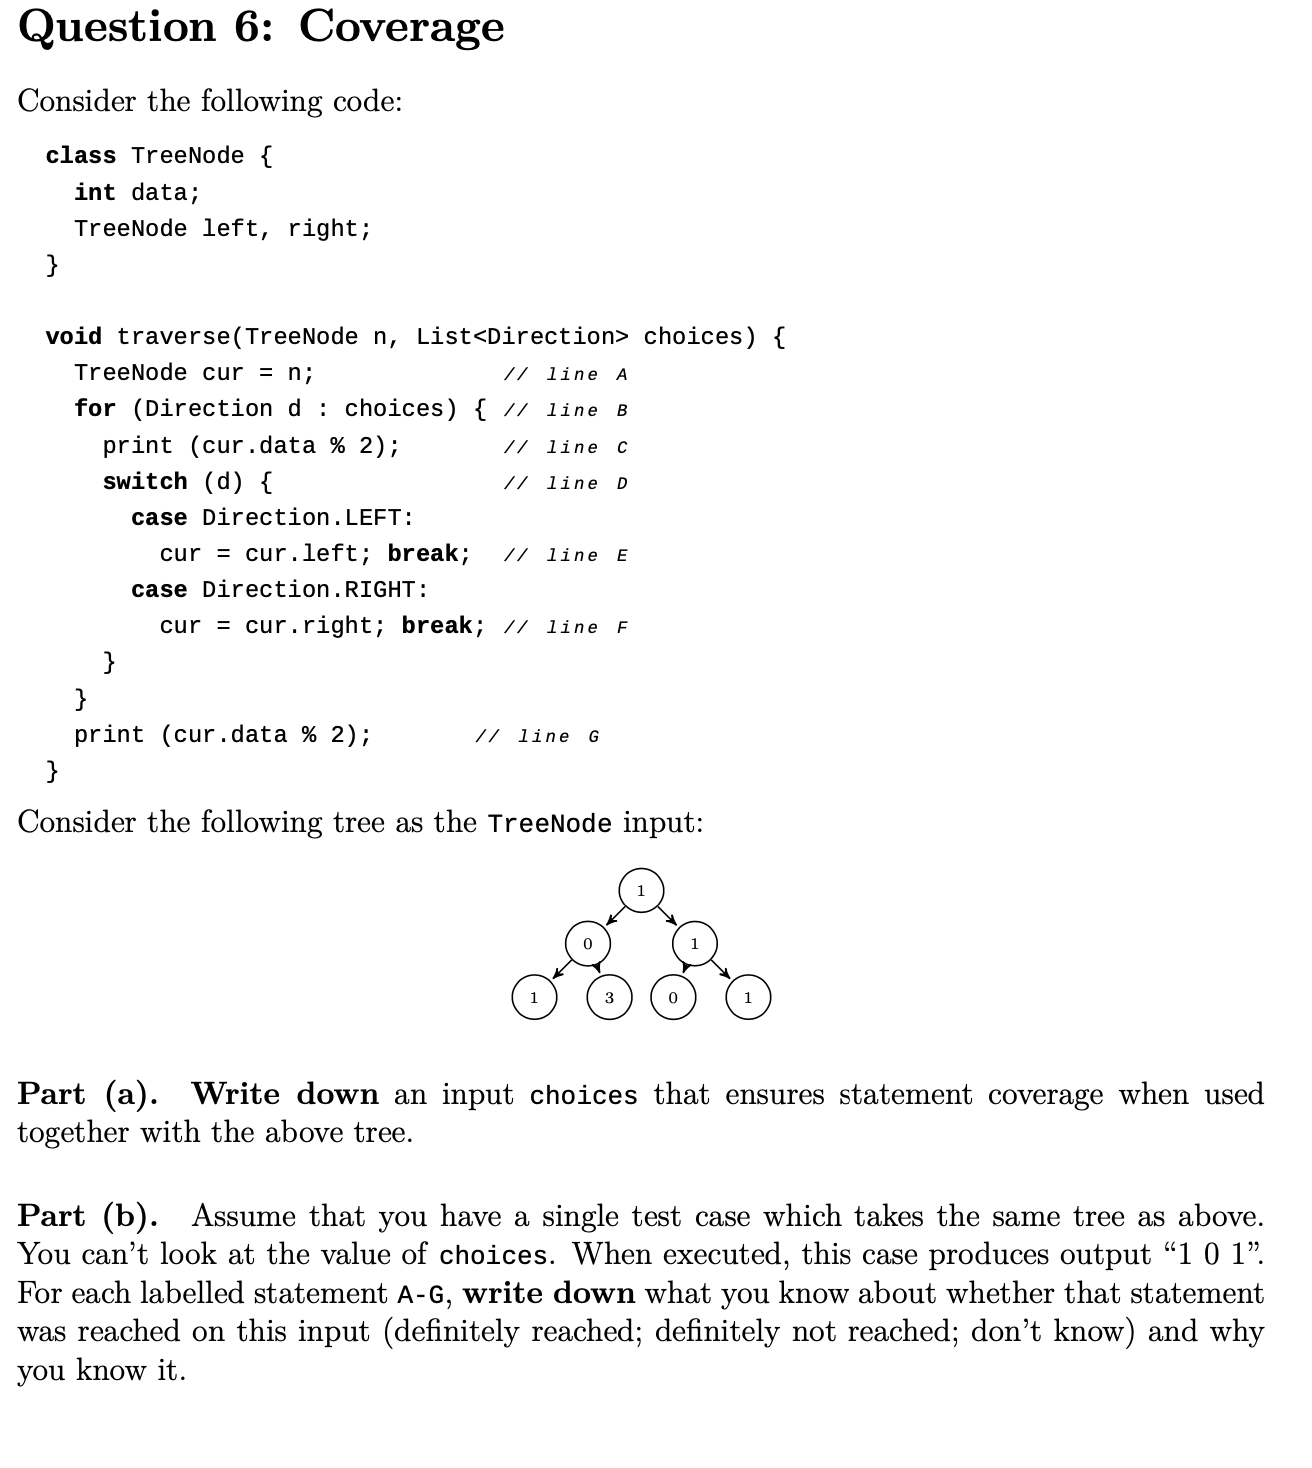 Question 6: Coverage
Consider the following code:
class TreeNode {
int data;
TreeNode left, right;
}
void traverse(TreeNode n, List<Direction> choices) {
TreeNode cur = n; // line A
for (Direction d : choices) { // line B
print (cur.data % 2); // line C
switch (d) { // line D
case Direction.LEFT:
cur = cur.left; break; // line E
case Direction.RIGHT:
cur = cur.right; break; // line F
}
}
print (cur.data % 2); // line G
}
Consider the following tree as the TreeNode input:
1
0 1
1 3 0 1
Part (a). Write down an input choices that ensures statement coverage when used
together with the above tree.
Part (b). Assume that you have a single test case which takes the same tree as above.
You can’t look at the value of choices. When executed, this case produces output “1 0 1”.
For each labelled statement A-G, write down what you know about whether that statement
was reached on this input (definitely reached; definitely not reached; don’t know) and why
you know it.